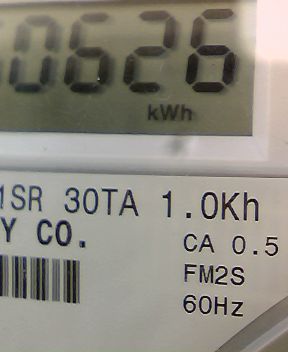 0626
kWh
1SR 30TA 1.0Kh
Y CO.
CA 0.5
FM2S
60Hz